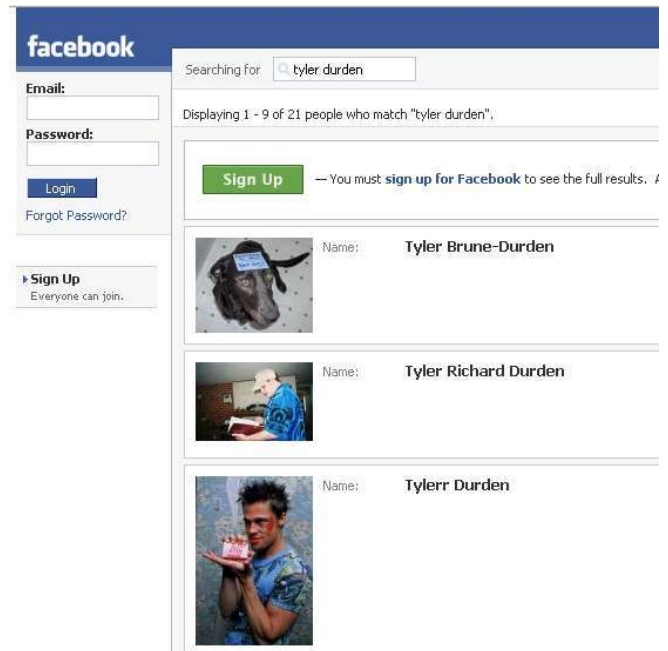 facebook
Email:
Password:
Login
Forgot Password?
Sign Up
Everyone can join.
Searching for tyler durden
Displaying 1 - 9 of 21 people who match "tyler durden".
Sign Up — You must sign up for Facebook to see the full results. A
Name: Tyler Brune-Durden
Name: Tyler Richard Durden
Name: Tylerr Durden